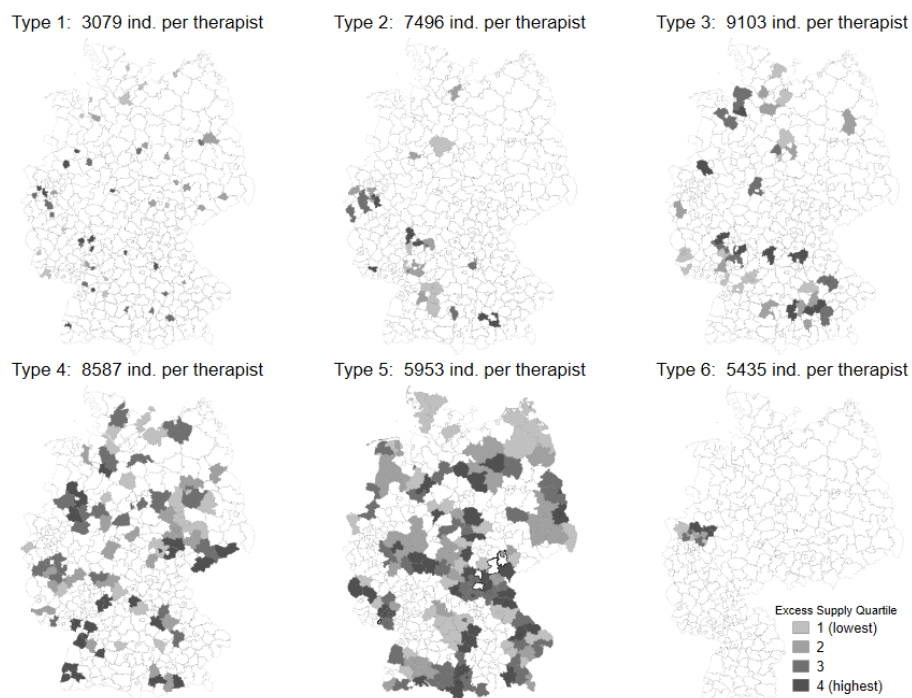 Type 1:  3079 ind. per therapist
Type 2:  7496 ind. per therapist
Type 3:  9103 ind. per therapist
Type 4:  8587 ind. per therapist
Type 5:  5953 ind. per therapist
Type 6:  5435 ind. per therapist
Excess Supply Quartile
1 (lowest)
2
3
4 (highest)